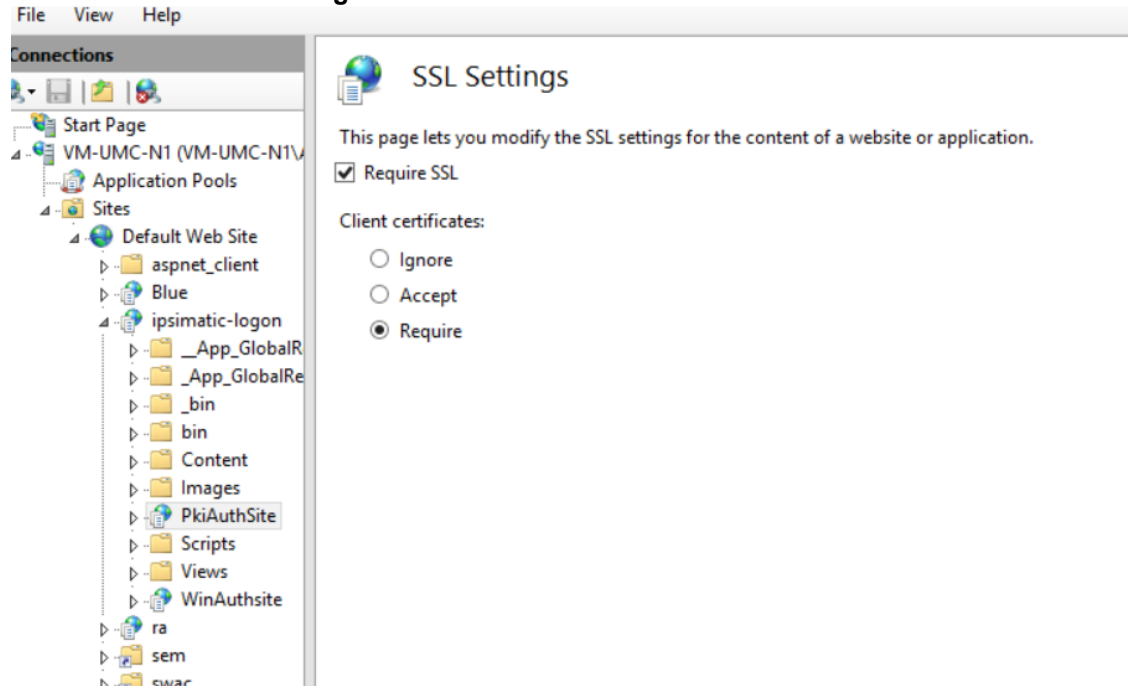 File View Help
Connections
Start Page
VM-UMC-N1 (VM-UMC-N1\
Application Pools
Sites
Default Web Site
aspnet_client
Blue
ipsimatic-logon
__App_GlobalR
_App_GlobalRe
_bin
bin
Content
Images
PkiAuthSite
Scripts
Views
WinAuthsite
ra
sem
swac
SSL Settings
This page lets you modify the SSL settings for the content of a website or application.
Require SSL
Client certificates:
Ignore
Accept
Require